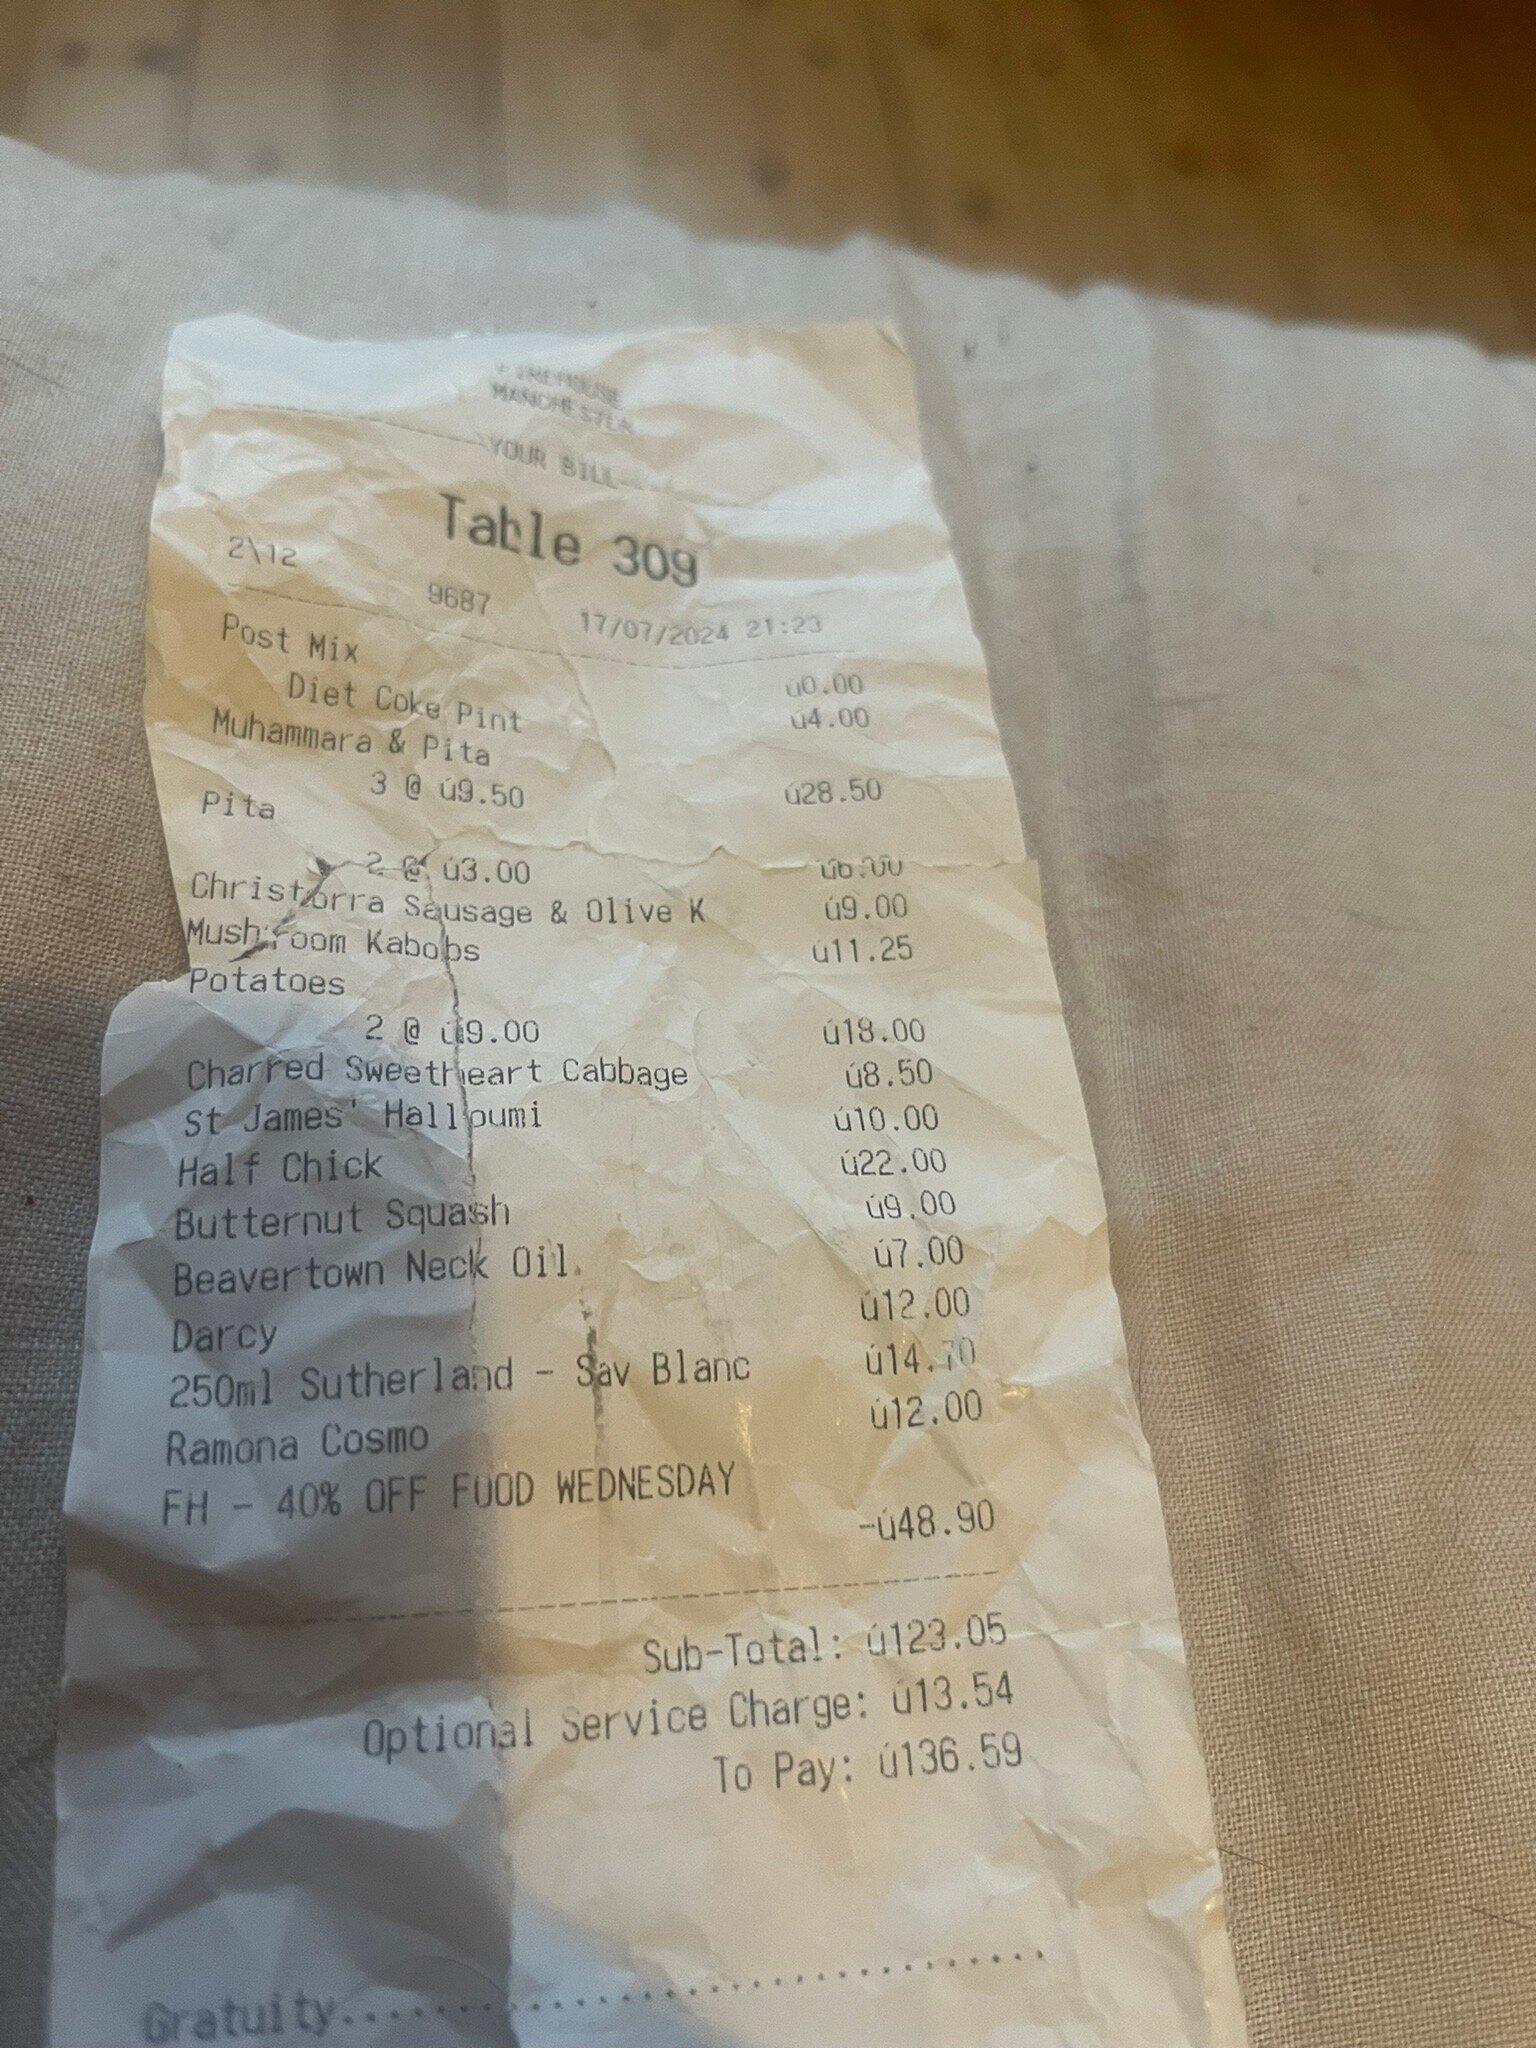 FIREHOUSE
MANCHESTER
YOUR BILL
Table 309
2\12 9687 17/07/2024 21:23
Post Mix ú0.00
Diet Coke Pint ú4.00
Muhammara & Pita
3 @ ú9.50 ú28.50
Pita
2 @ ú3.00 ú6.00
Christorra Sausage & Olive K ú9.00
Mushroom Kabobs ú11.25
Potatoes
2 @ ú9.00 ú18.00
Charred Sweetheart Cabbage ú8.50
St James' Halloumi ú10.00
Half Chick ú22.00
Butternut Squash ú9.00
Beavertown Neck Oil ú7.00
Darcy ú12.00
250ml Sutherland - Sav Blanc ú14.70
Ramona Cosmo ú12.00
FH - 40% OFF FOOD WEDNESDAY
-ú48.90
Sub-Total: ú123.05
Optional Service Charge: ú13.54
To Pay: ú136.59
Gratuity....................................